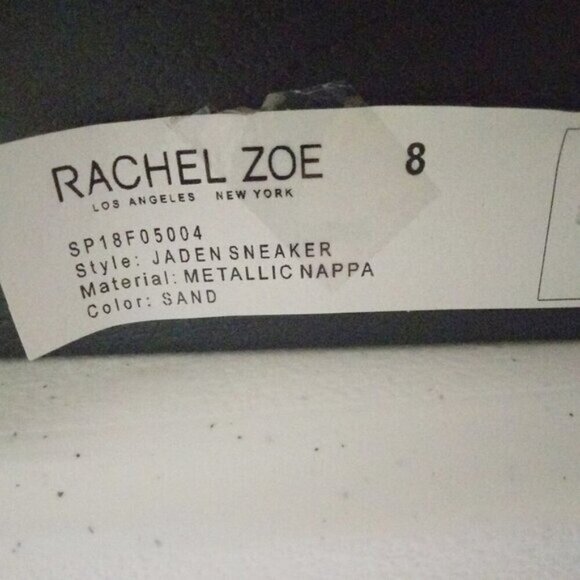 RACHEL ZOE 8
LOS ANGELES NEW YORK
SP18F05004
Style: JADEN SNEAKER
Material: METALLIC NAPPA
Color: SAND